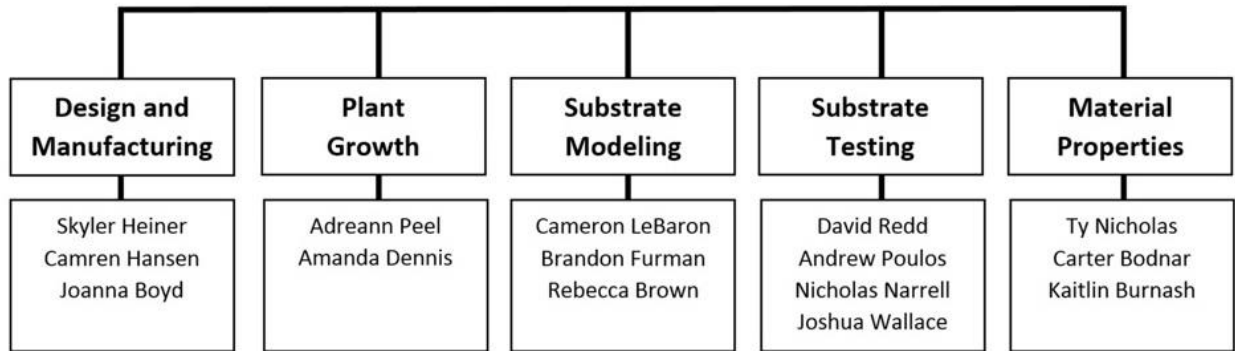 Design and
Manufacturing
Plant
Growth
Substrate
Modeling
Substrate
Testing
Material
Properties
Skyler Heiner
Camren Hansen
Joanna Boyd
Adreann Peel
Amanda Dennis
Cameron LeBaron
Brandon Furman
Rebecca Brown
David Redd
Andrew Poulos
Nicholas Narrell
Joshua Wallace
Ty Nicholas
Carter Bodnar
Kaitlin Burnash